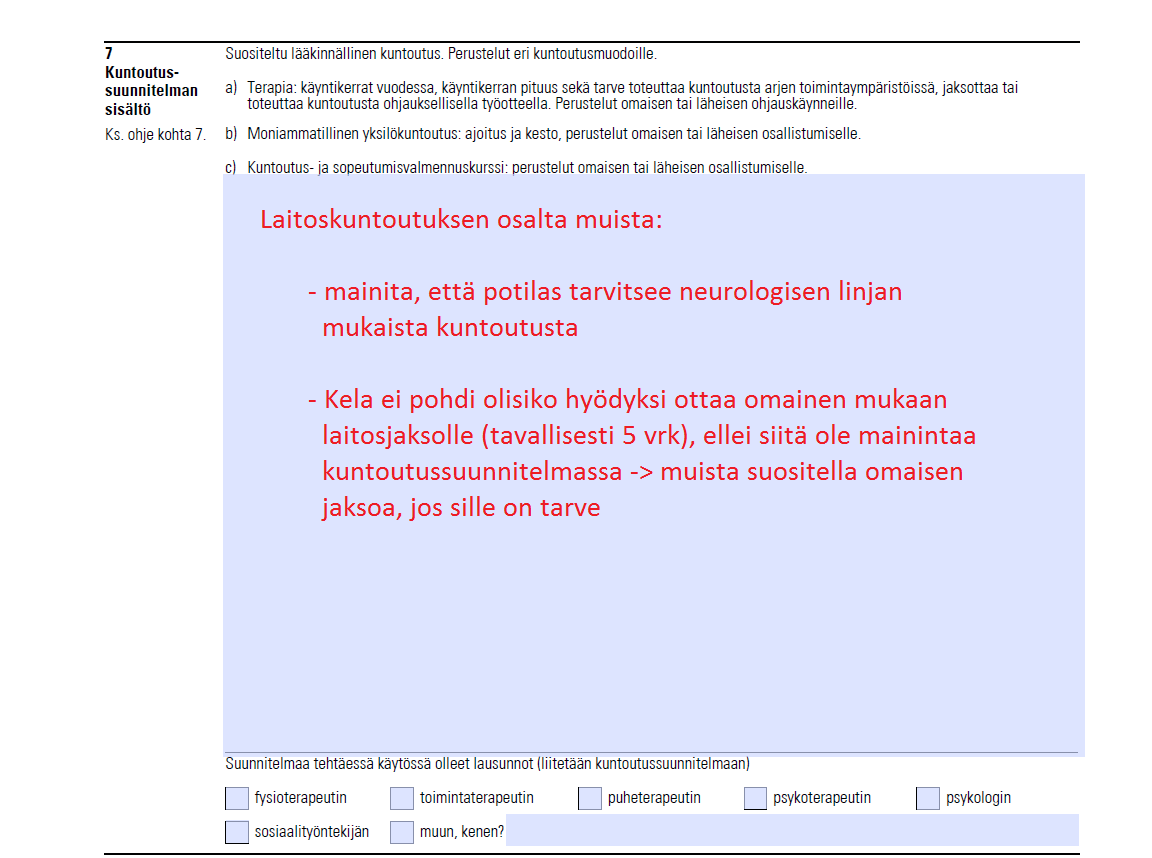 7
Kuntoutus-
suunnitelman
sisältö
Ks. ohje kohta 7.
Suositeltu lääkinnällinen kuntoutus. Perustelut eri kuntoutusmuodoille.
a) Terapia: käyntikerrat vuodessa, käyntikerran pituus sekä tarve toteuttaa kuntoutusta arjen toimintaympäristöissä, jaksottaa tai
toteuttaa kuntoutusta ohjauksellisella työotteella. Perustelut omaisen tai läheisen ohjauskäynneille.
b) Moniammatillinen yksilökuntoutus: ajoitus ja kesto, perustelut omaisen tai läheisen osallistumiselle.
c) Kuntoutus- ja sopeutumisvalmennuskurssi: perustelut omaisen tai läheisen osallistumiselle.
Laitoskuntoutuksen osalta muista:
- mainita, että potilas tarvitsee neurologisen linjan
mukaista kuntoutusta
- Kela ei pohdi olisiko hyödyksi ottaa omainen mukaan
laitosjaksolle (tavallisesti 5 vrk), ellei siitä ole mainintaa
kuntoutussuunnitelmassa -> muista suositella omaisen
jaksoa, jos sille on tarve
Suunnitelmaa tehtäessä käytössä olleet lausunnot (liitetään kuntoutussuunnitelmaan)
fysioterapeutin toimintaterapeutin puheterapeutin psykoterapeutin psykologin
sosiaalityöntekijän muun, kenen?